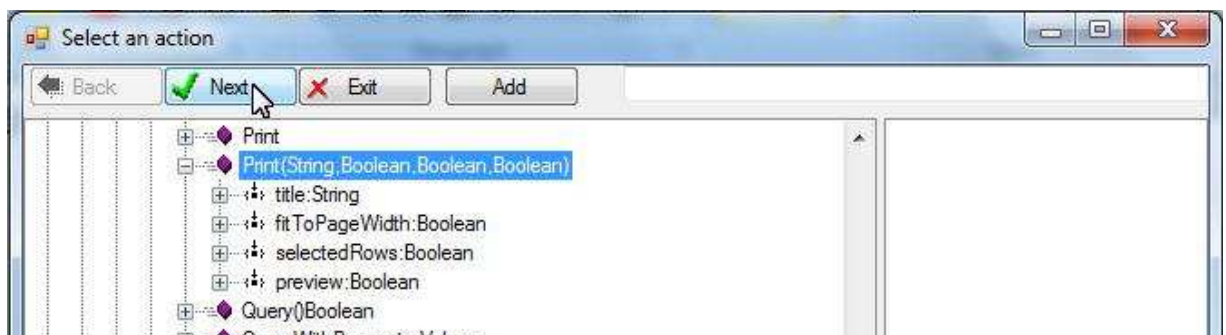 Select an action
Back Next Exit Add
Print
Print(String,Boolean,Boolean,Boolean)
title:String
fitToPageWidth:Boolean
selectedRows:Boolean
preview:Boolean
Query()Boolean